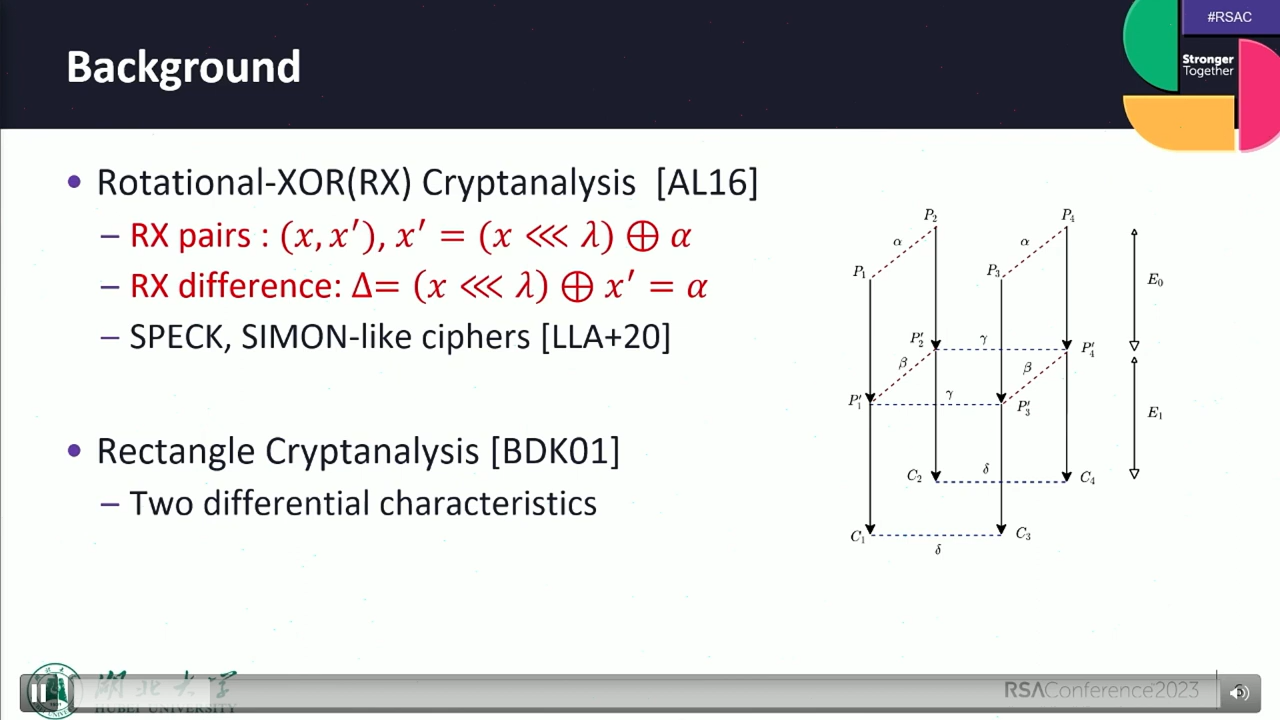 #RSAC
Background
Stronger
Together
• Rotational-XOR(RX) Cryptanalysis [AL16]
– RX pairs : (x, x′), x′ = (x ⋘ λ) ⊕ α
– RX difference: Δ= (x ⋘ λ) ⊕ x′ = α
– SPECK, SIMON-like ciphers [LLA+20]
• Rectangle Cryptanalysis [BDK01]
– Two differential characteristics
P₂ P₄
α α
P₁ P₃ E₀
P′₂ γ P′₄
β β
P′₁ γ P′₃ E₁
C₂ δ C₄
C₁ C₃
δ
湖北大学
HUBEI UNIVERSITY
RSAConference2023